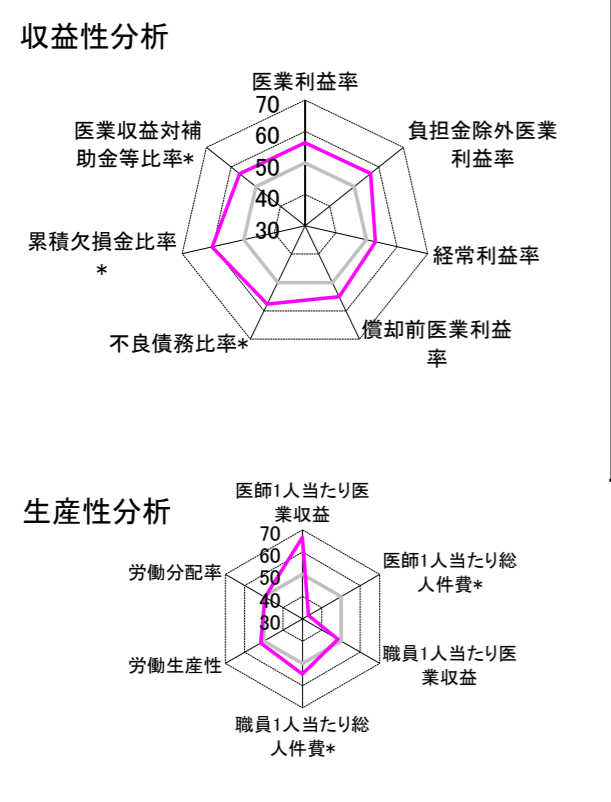 収益性分析
医業利益率
70
60
50
40
30
負担金除外医業
利益率
経常利益率
償却前医業利益
率
不良債務比率*
累積欠損金比率
*
医業収益対補
助金等比率*
生産性分析
医師1人当たり医
業収益
70
60
50
40
30
医師1人当たり総
人件費*
職員1人当たり医
業収益
職員1人当たり総
人件費*
労働生産性
労働分配率